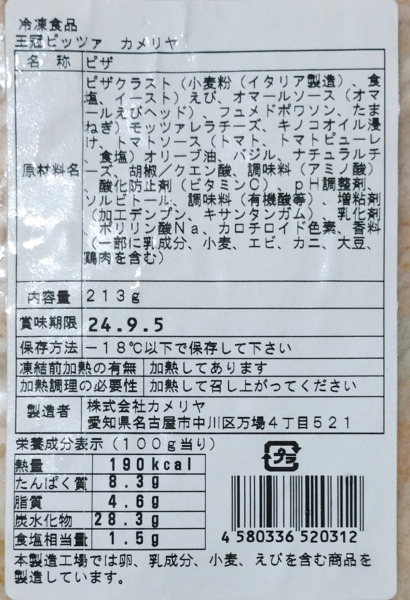 冷凍食品
王冠ピッツァ カメリヤ
名 称 ピザ
原材料名
ピザクラスト（小麦粉（イタリア製造）、食
塩、イースト）えび、オマールソース（オマ
ールえびヘッド）、フュメドポワソン、たま
ねぎ）モッツァレラチーズ、キノコオイル漬
け、トマトソース（トマト、トマトピューレ
、食塩）オリーブ油、バジル、ナチュラルチ
ーズ、胡椒／クエン酸、調味料（アミノ酸）
、酸化防止剤（ビタミンC）、pH調整剤、
ソルビトール、調味料（有機酸等）、増粘剤
（加工デンプン、キサンタンガム）、乳化剤
、ポリリン酸Na、カロチロイド色素、香料
（一部に乳成分、小麦、エビ、カニ、大豆、
鶏肉を含む）
内容量 213g
賞味期限 24.9.5
保存方法 －18℃以下で保存して下さい
凍結前加熱の有無 加熱してあります
加熱調理の必要性 加熱して召し上がってください
製造者 株式会社カメリヤ
愛知県名古屋市中川区万場4丁目521
栄養成分表示（100g当り）
熱量 190kcal
たんぱく質 8.3g
脂質 4.6g
炭水化物 28.3g
食塩相当量 1.5g
プラ
4 580336 520312
本製造工場では卵、乳成分、小麦、えびを含む商品を
製造しています。